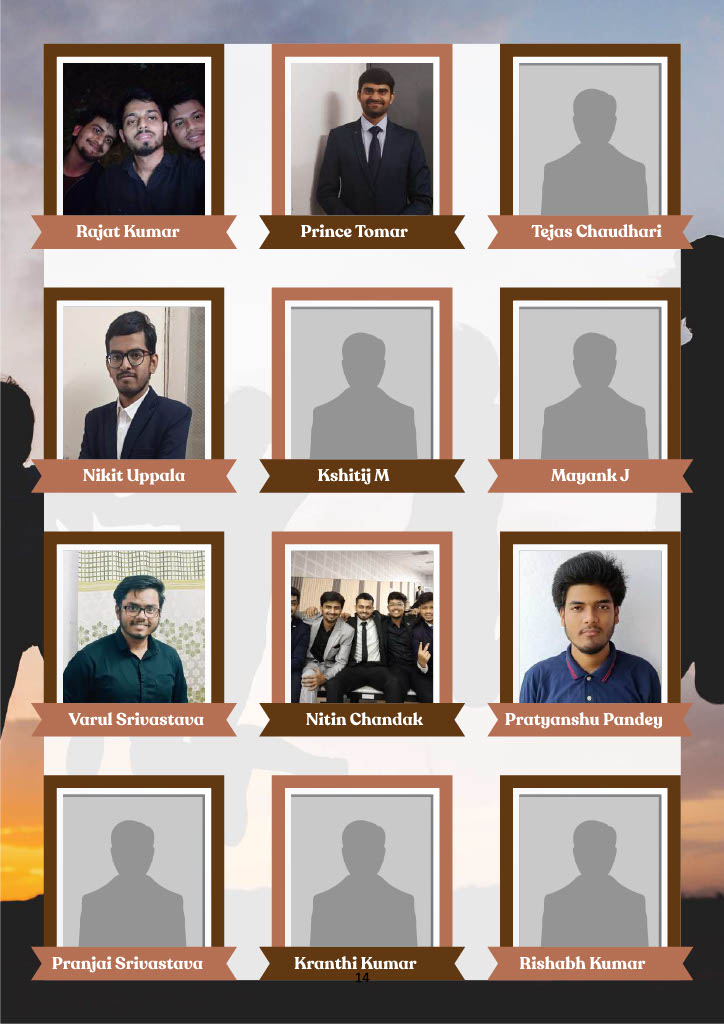 Rajat Kumar
Prince Tomar
Tejas Chaudhari
Nikit Uppala
Kshitij M
Mayank J
Varul Srivastava
Nitin Chandak
Pratyanshu Pandey
Pranjai Srivastava
Kranthi Kumar
Rishabh Kumar
14